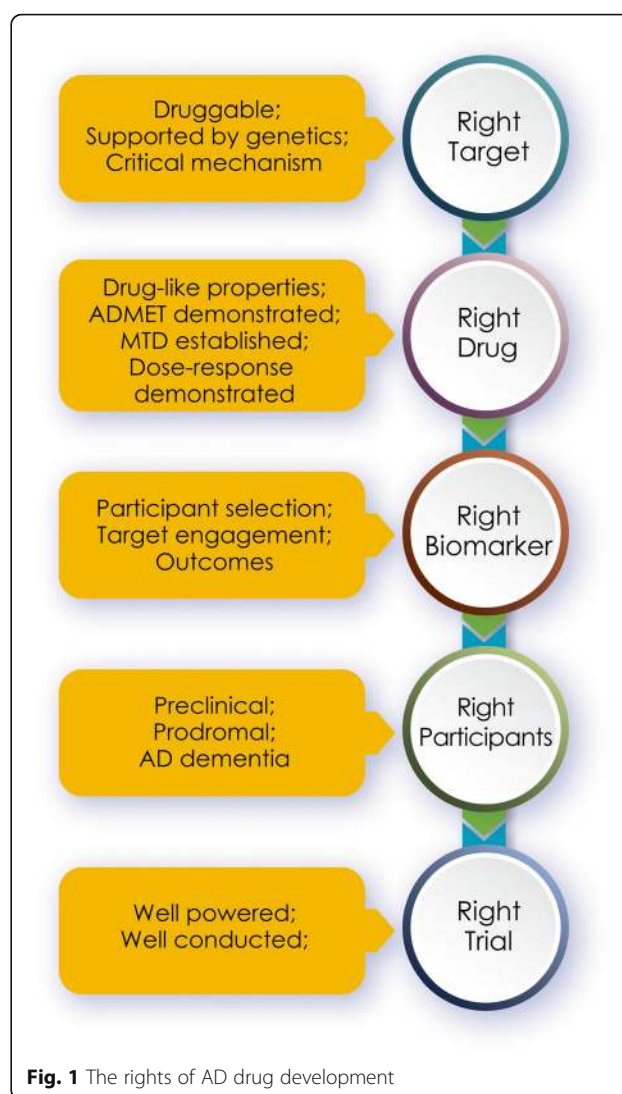 Druggable;
Supported by genetics;
Critical mechanism
Right
Target
Drug-like properties;
ADMET demonstrated;
MTD established;
Dose-response
demonstrated
Right
Drug
Participant selection;
Target engagement;
Outcomes
Right
Biomarker
Preclinical;
Prodromal;
AD dementia
Right
Participants
Well powered;
Well conducted;
Right
Trial
Fig. 1 The rights of AD drug development